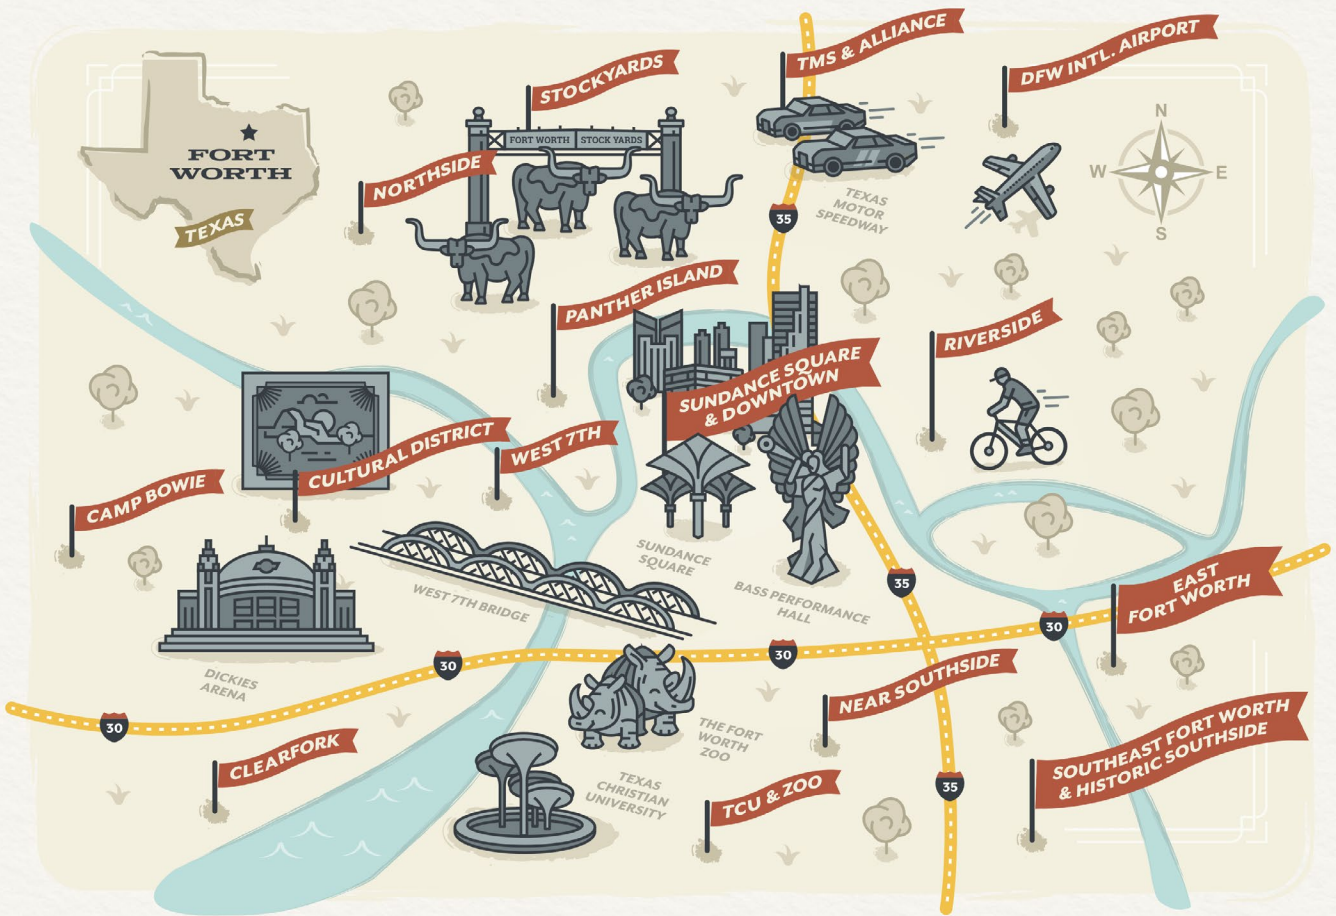 FORT
WORTH
TEXAS
STOCKYARDS
FORT WORTH STOCK YARDS
NORTHSIDE
TMS & ALLIANCE
TEXAS
MOTOR
SPEEDWAY
35
DFW INTL. AIRPORT
N
W E
S
PANTHER ISLAND
SUNDANCE SQUARE
& DOWNTOWN
RIVERSIDE
CULTURAL DISTRICT
WEST 7TH
CAMP BOWIE
SUNDANCE
SQUARE
BASS PERFORMANCE
HALL
WEST 7TH BRIDGE
35
EAST
FORT WORTH
30
30
30
30
DICKIES
ARENA
NEAR SOUTHSIDE
THE FORT
WORTH
ZOO
CLEARFORK
TEXAS
CHRISTIAN
UNIVERSITY
TCU & ZOO
35
SOUTHEAST FORT WORTH
& HISTORIC SOUTHSIDE